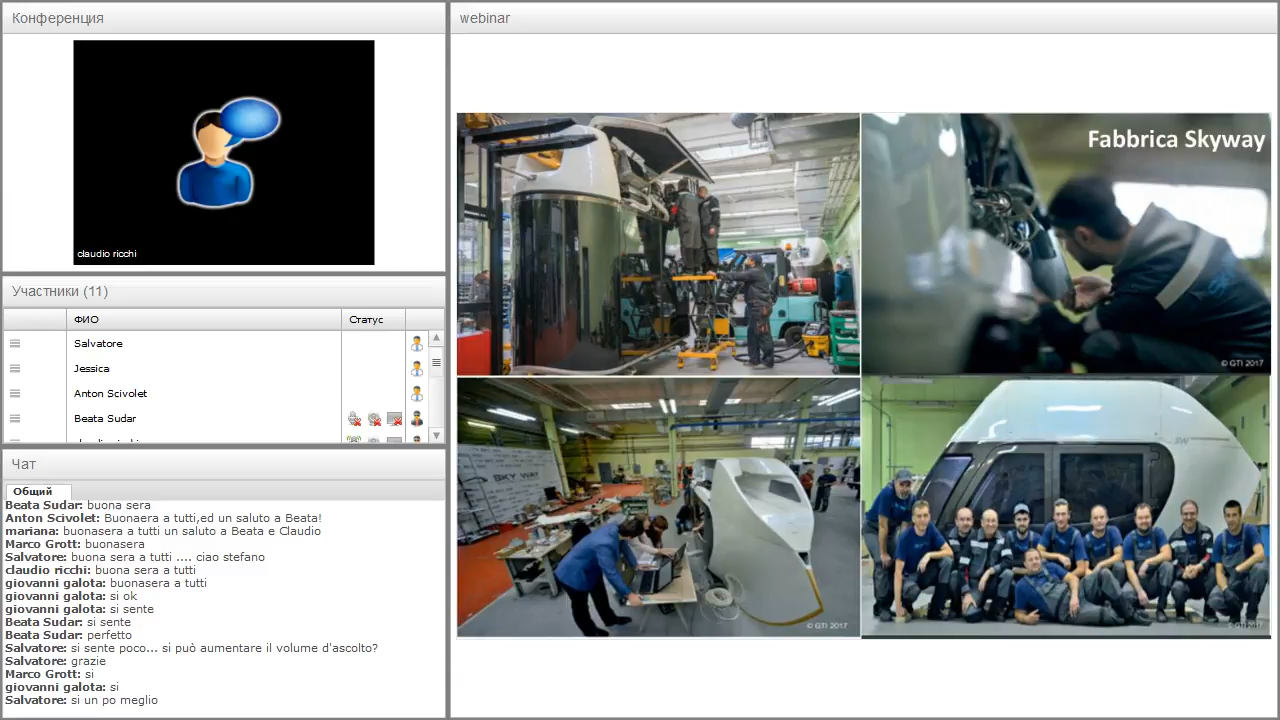 Конференция
claudio ricchi
Участники (11)
ФИО
Статус
Salvatore
Jessica
Anton Scivolet
Beata Sudar
Чат
Общий
Beata Sudar: buona sera
Anton Scivolet: Buonaera a tutti,ed un saluto a Beata!
mariana: buonasera a tutti un saluto a Beata e Claudio
Marco Grott: buonasera
Salvatore: buona sera a tutti .... ciao stefano
claudio ricchi: buona sera a tutti
giovanni galota: buonasera a tutti
giovanni galota: si ok
giovanni galota: si sente
Beata Sudar: si sente
Beata Sudar: perfetto
Salvatore: si sente poco... si può aumentare il volume d'ascolto?
Salvatore: grazie
Marco Grott: si
giovanni galota: si
Salvatore: si un po meglio
webinar
Fabbrica Skyway
© GTI 2017
SKY WAY
© GTI 2017
SW